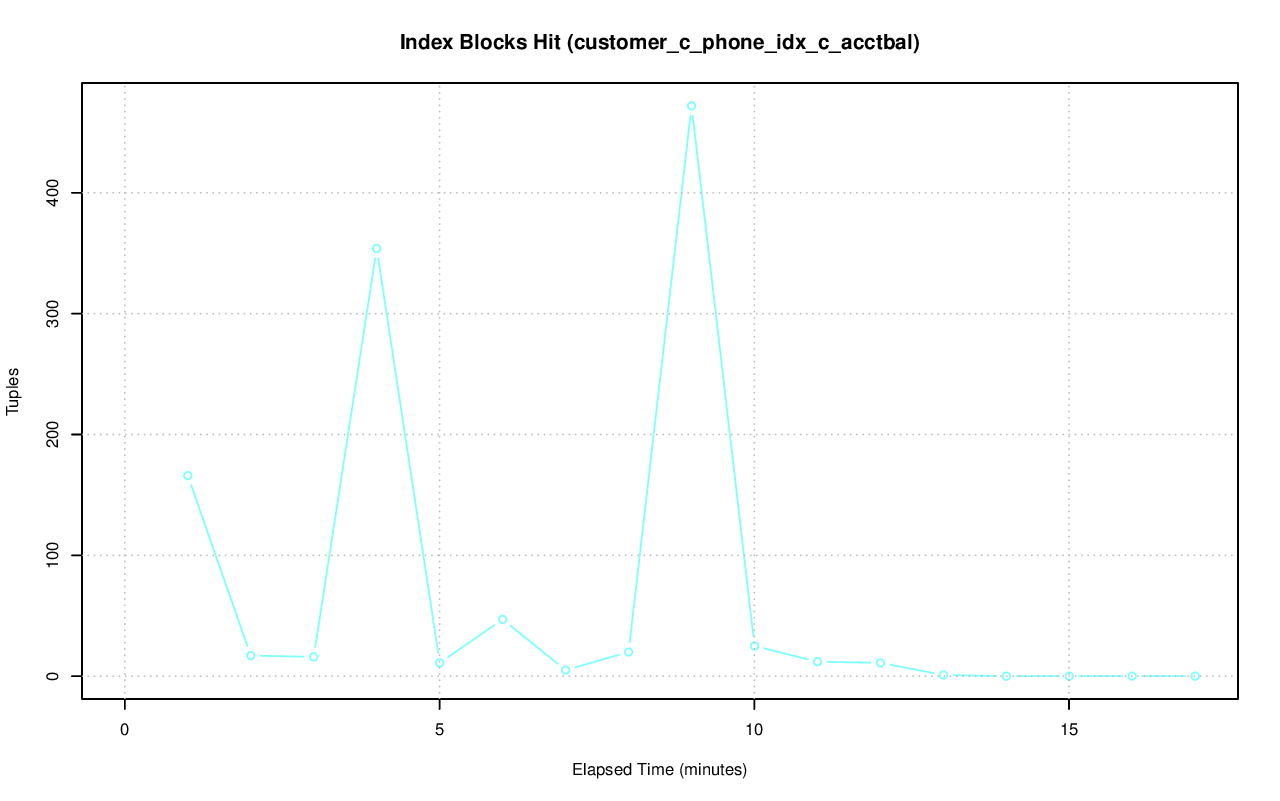 Index Blocks Hit (customer_c_phone_idx_c_acctbal)
Tuples
400
300
200
100
0
0 5 10 15
Elapsed Time (minutes)